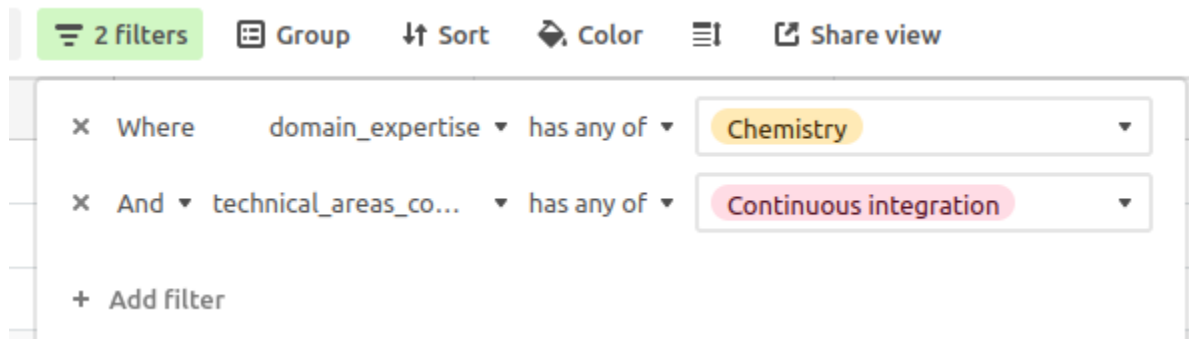 2 filters Group Sort Color Share view
× Where domain_expertise has any of Chemistry
× And technical_areas_co... has any of Continuous integration
+ Add filter